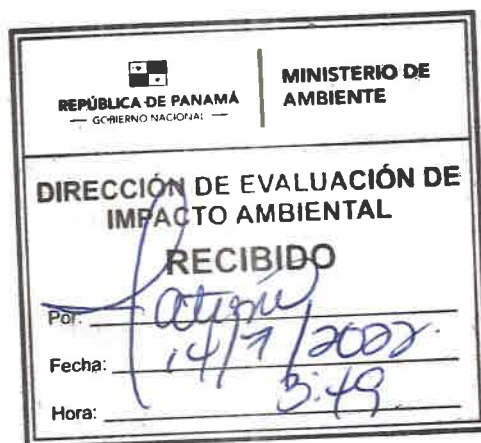 REPÚBLICA DE PANAMÁ
— GOBIERNO NACIONAL —
MINISTERIO DE
AMBIENTE
DIRECCIÓN DE EVALUACIÓN DE
IMPACTO AMBIENTAL
RECIBIDO
Por:
Fecha: 14/7/2022.
Hora: 3:49